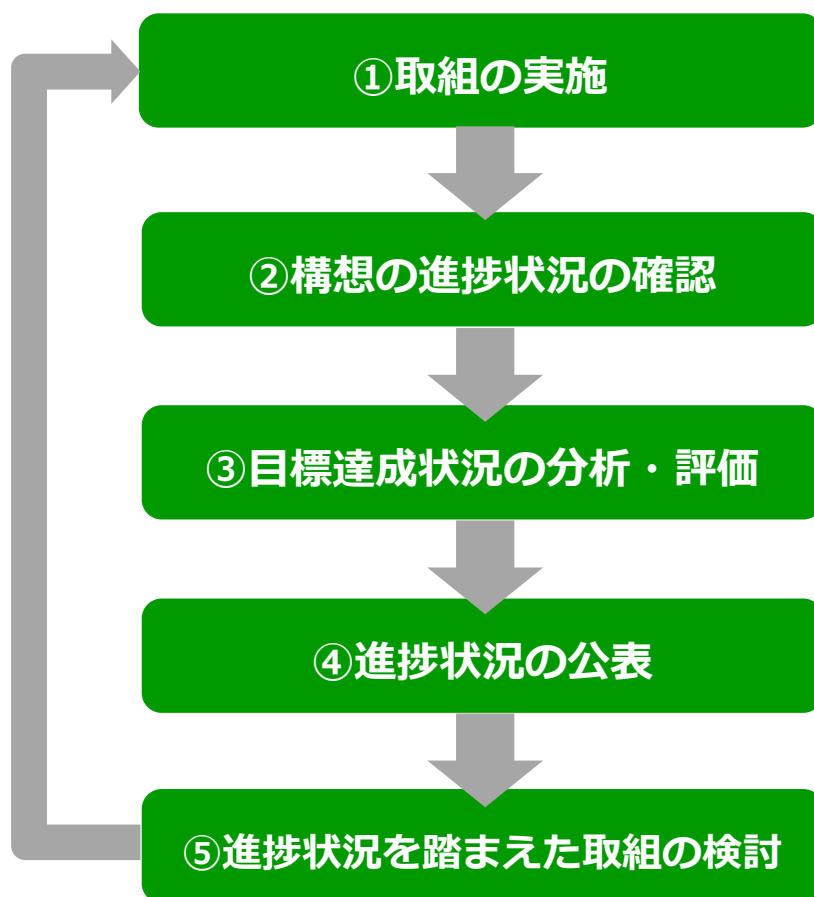 ①取組の実施
②構想の進捗状況の確認
③目標達成状況の分析・評価
④進捗状況の公表
⑤進捗状況を踏まえた取組の検討